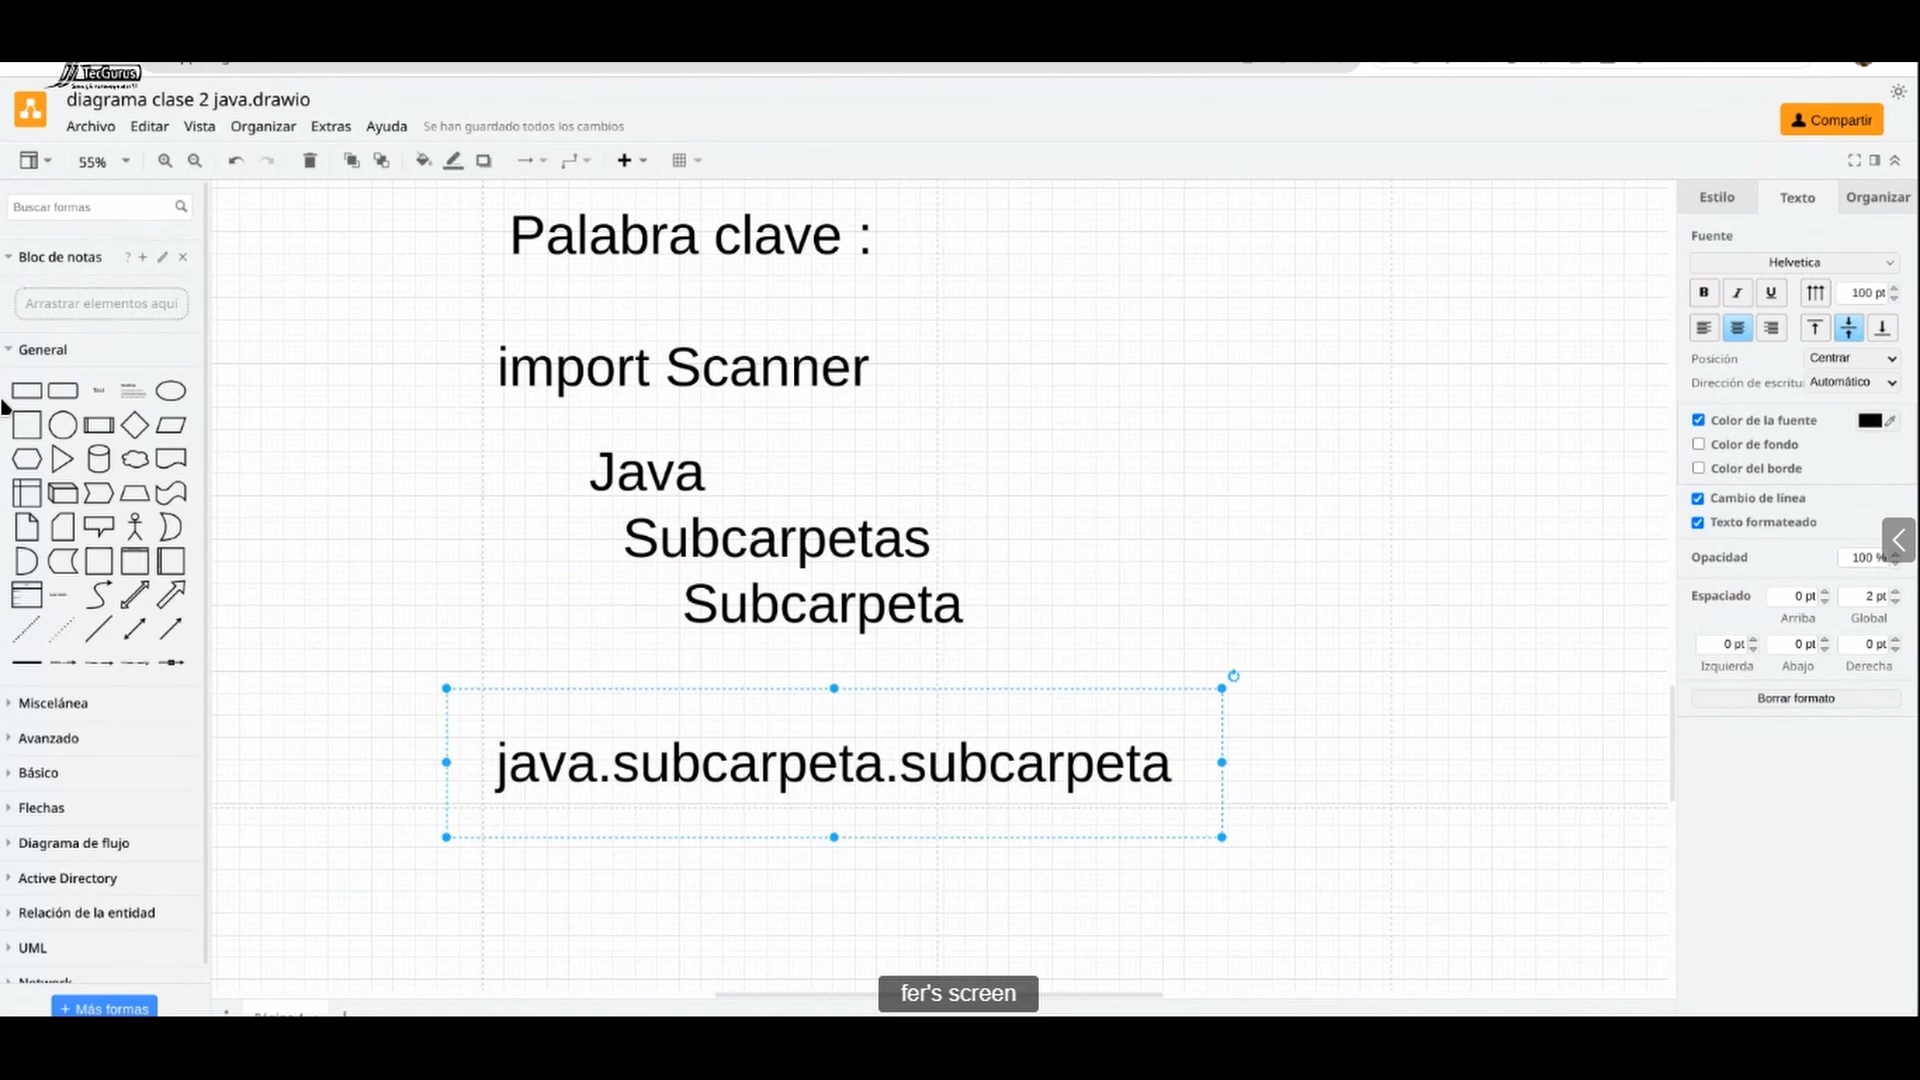 TecGurus
diagrama clase 2 java.drawio
Archivo Editar Vista Organizar Extras Ayuda Se han guardado todos los cambios
Compartir
55%
Buscar formas
Bloc de notas ? +
Arrastrar elementos aquí
General
Text
Miscelánea
Avanzado
Básico
Flechas
Diagrama de flujo
Active Directory
Relación de la entidad
UML
Network
+ Más formas
Palabra clave :
import Scanner
Java
Subcarpetas
Subcarpeta
java.subcarpeta.subcarpeta
fer's screen
Estilo Texto Organizar
Fuente
Helvetica
B I U 100 pt
Posición Centrar
Dirección de escritu Automático
Color de la fuente
Color de fondo
Color del borde
Cambio de línea
Texto formateado
Opacidad 100 %
Espaciado 0 pt 2 pt
Arriba Global
0 pt 0 pt 0 pt
Izquierda Abajo Derecha
Borrar formato